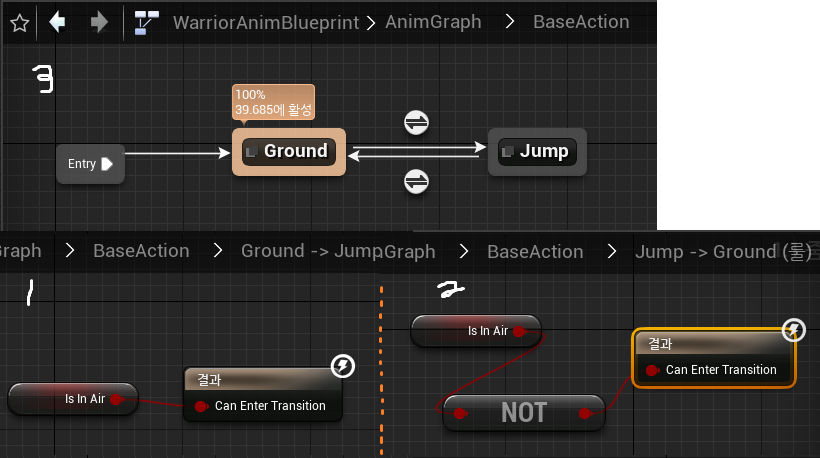 WarriorAnimBlueprint > AnimGraph > BaseAction
3
100%
39.685에 활성
Entry
Ground
Jump
raph > BaseAction > Ground -> Jump
1
Is In Air
결과
Can Enter Transition
Graph > BaseAction > Jump -> Ground (룰)
2
Is In Air
NOT
결과
Can Enter Transition